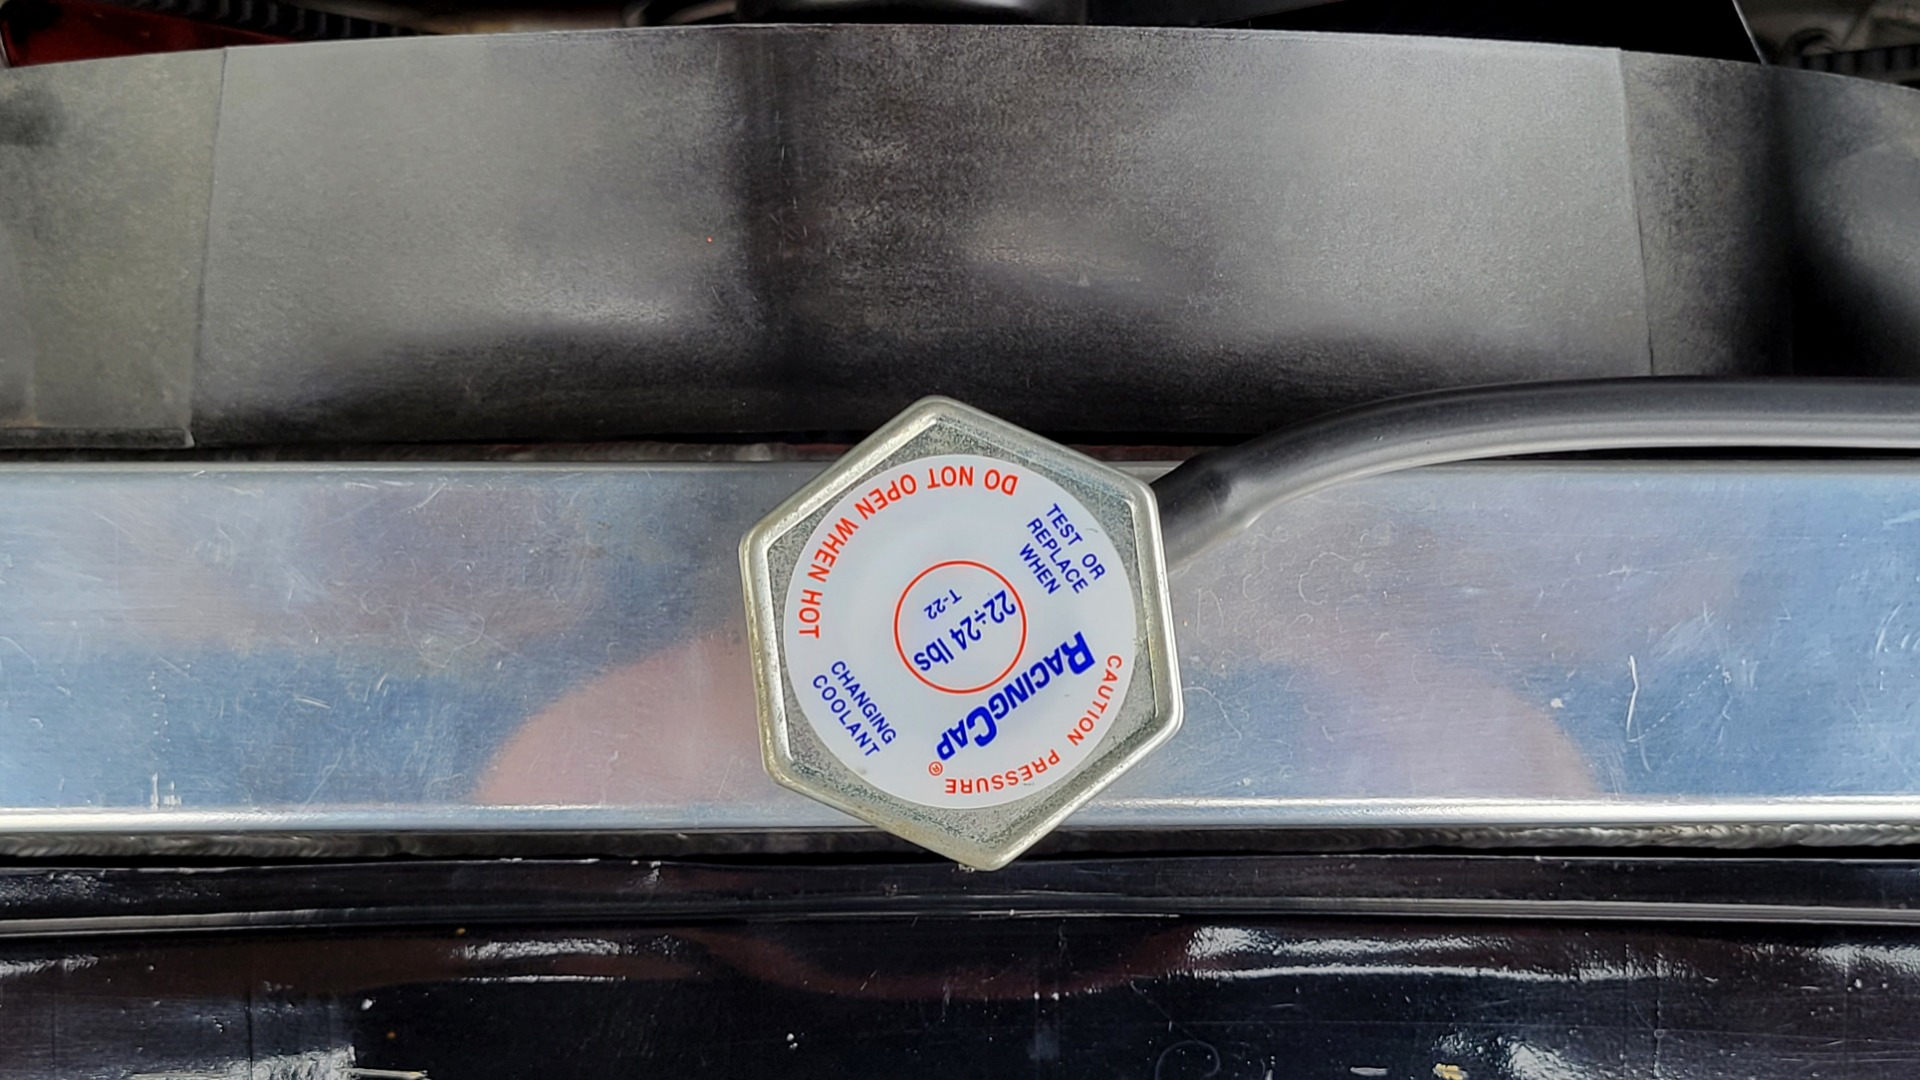 CAUTION PRESSURE
RACINGCAP®
22÷24 lbs
T-22
TEST OR
REPLACE
WHEN
CHANGING
COOLANT
DO NOT OPEN WHEN HOT